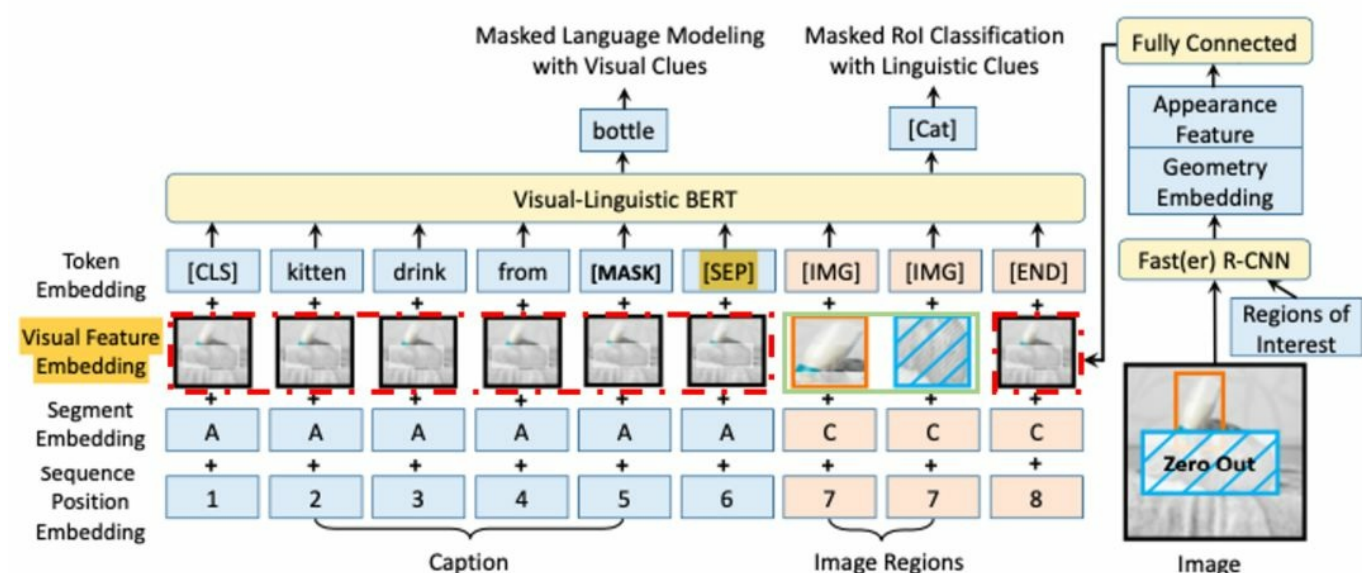 Masked Language Modeling
with Visual Clues
Masked RoI Classification
with Linguistic Clues
Fully Connected
bottle
[Cat]
Appearance
Feature
Geometry
Embedding
Visual-Linguistic BERT
Fast(er) R-CNN
Regions of
Interest
Token
Embedding
[CLS] kitten drink from [MASK] [SEP] [IMG] [IMG] [END]
+ + + + + + + + +
Visual Feature
Embedding
+ + + + + + + + +
Segment
Embedding
A A A A A A C C C
+ + + + + + + + +
Sequence
Position
Embedding
1 2 3 4 5 6 7 7 8
Caption
Image Regions
Zero Out
Image